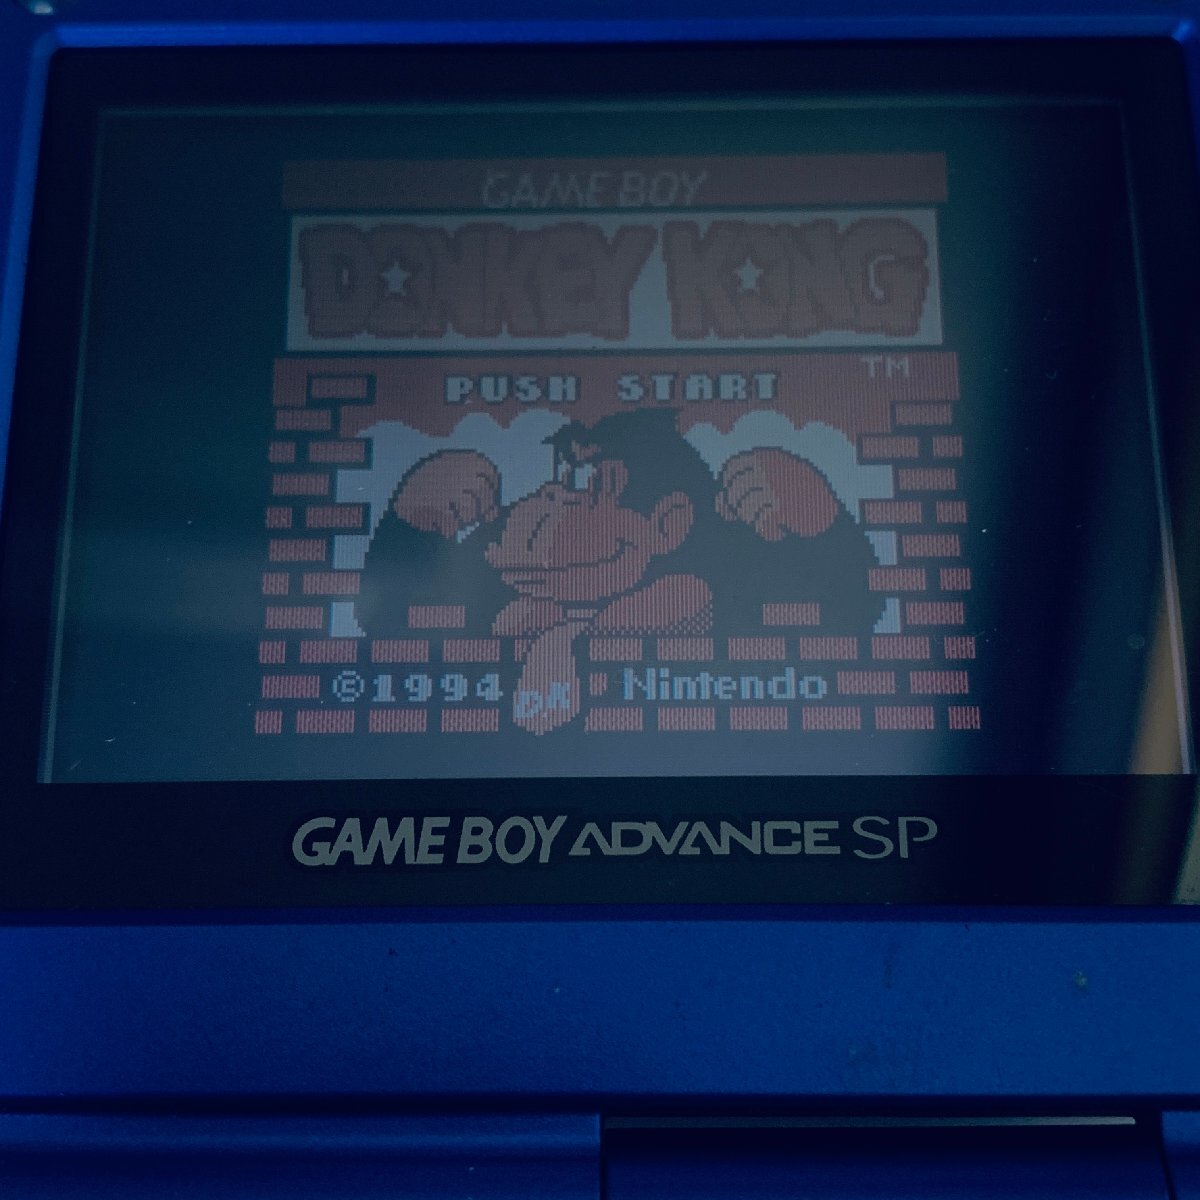 GAME BOY
DONKEY KONG
TM
PUSH START
©1994 DK Nintendo
GAME BOY ADVANCE SP